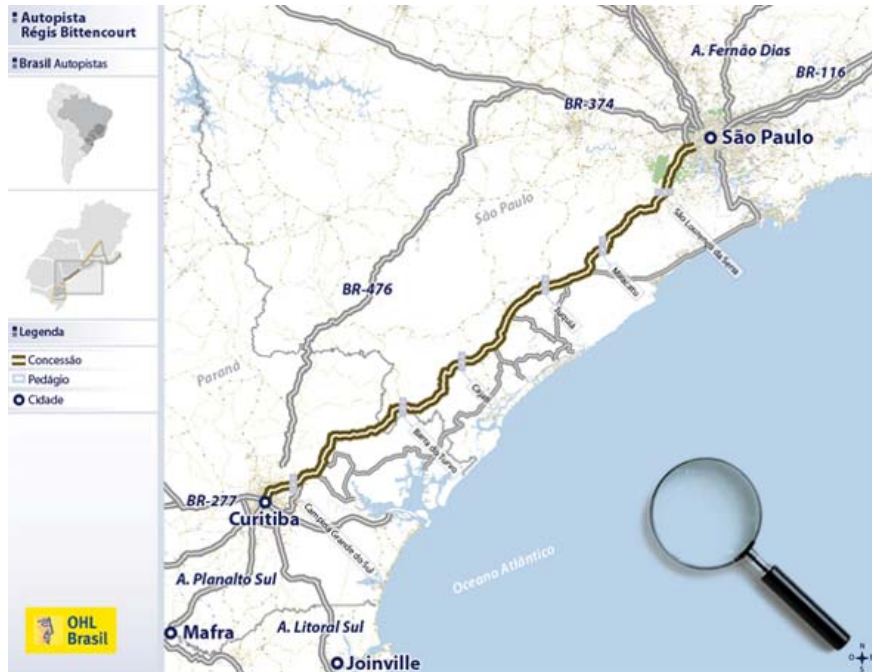 Autopista
Régis Bittencourt
Brasil Autopistas
Legenda
Concessão
Pedágio
Cidade
OHL
Brasil
A. Fernão Dias
BR-116
BR-374
São Paulo
São Paulo
São Lourenço da Serra
Miracatu
BR-476
Juquiá
Paraná
Cajati
Barra do Turvo
BR-277
Curitiba
Campina Grande do Sul
Oceano Atlântico
A. Planalto Sul
Mafra
A. Litoral Sul
Joinville
N
O
S